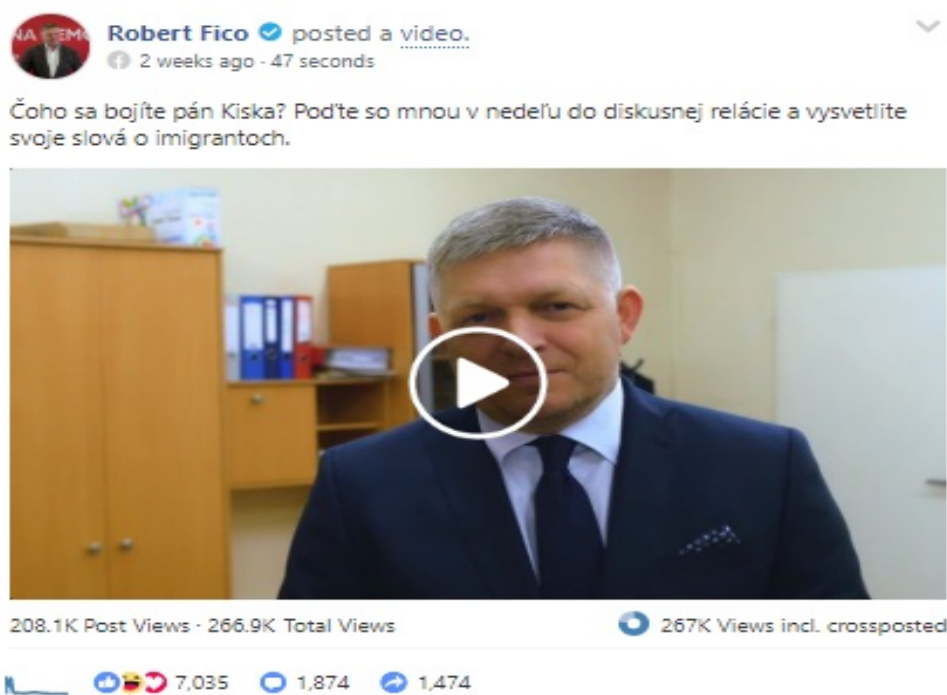 NA EMO
Robert Fico posted a video.
2 weeks ago · 47 seconds
Čoho sa bojíte pán Kiska? Poďte so mnou v nedeľu do diskusnej relácie a vysvetlite
svoje slová o imigrantoch.
208.1K Post Views · 266.9K Total Views
267K Views incl. crossposted
7,035 1,874 1,474